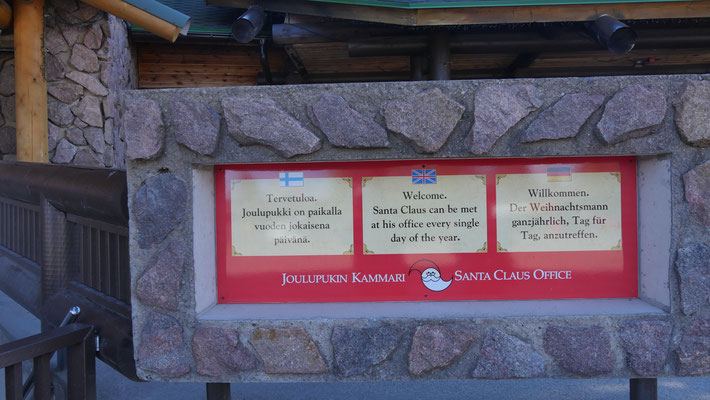 Tervetuloa.
Joulupukki on paikalla
vuoden jokaisena
päivänä.
Welcome.
Santa Claus can be met
at his office every single
day of the year.
Willkommen.
Der Weihnachtsmann
ganzjährlich, Tag für
Tag, anzutreffen.
JOULUPUKIN KAMMARI SANTA CLAUS OFFICE